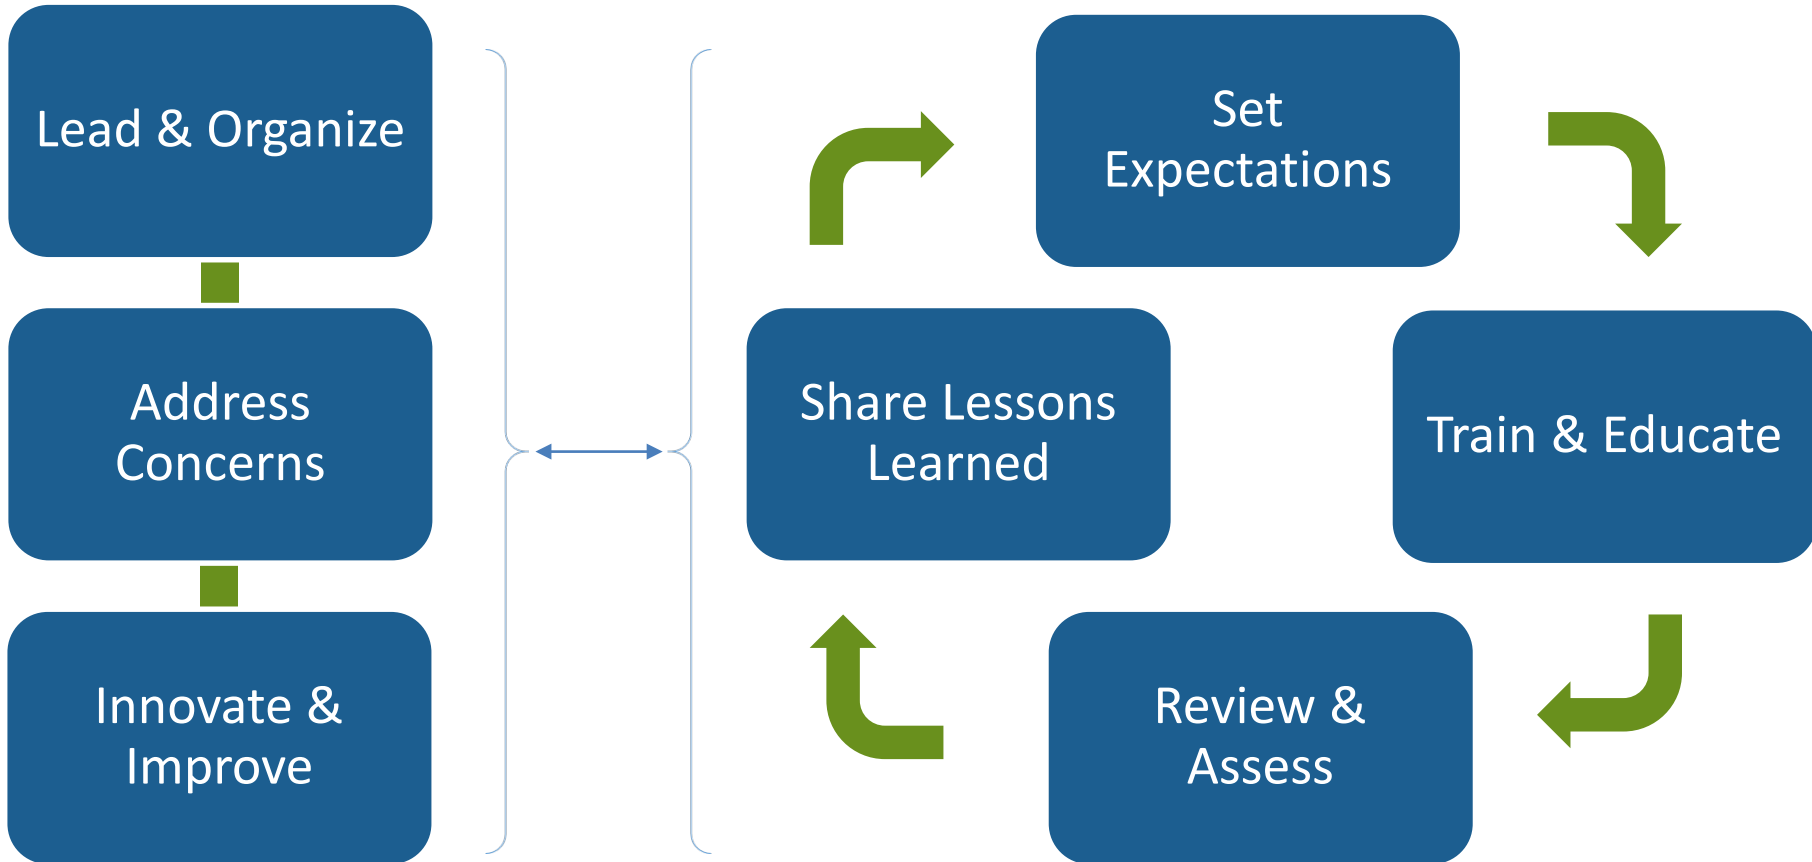 Lead & Organize
Address
Concerns
Innovate &
Improve
Set
Expectations
Train & Educate
Review &
Assess
Share Lessons
Learned